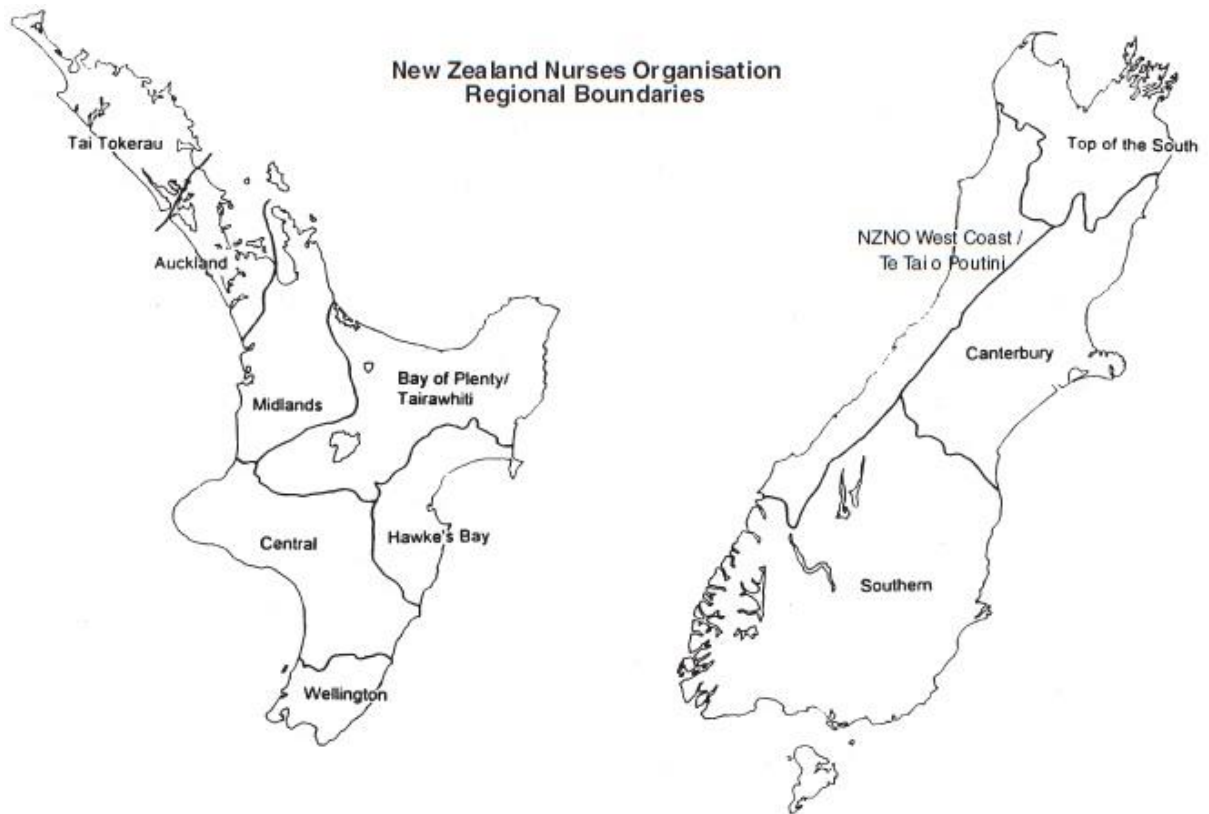 New Zealand Nurses Organisation
Regional Boundaries
Tai Tokerau
Auckland
Midlands
Bay of Plenty/
Tairawhiti
Central
Hawke's Bay
Wellington
Top of the South
NZNO West Coast /
Te Tai o Poutini
Canterbury
Southern